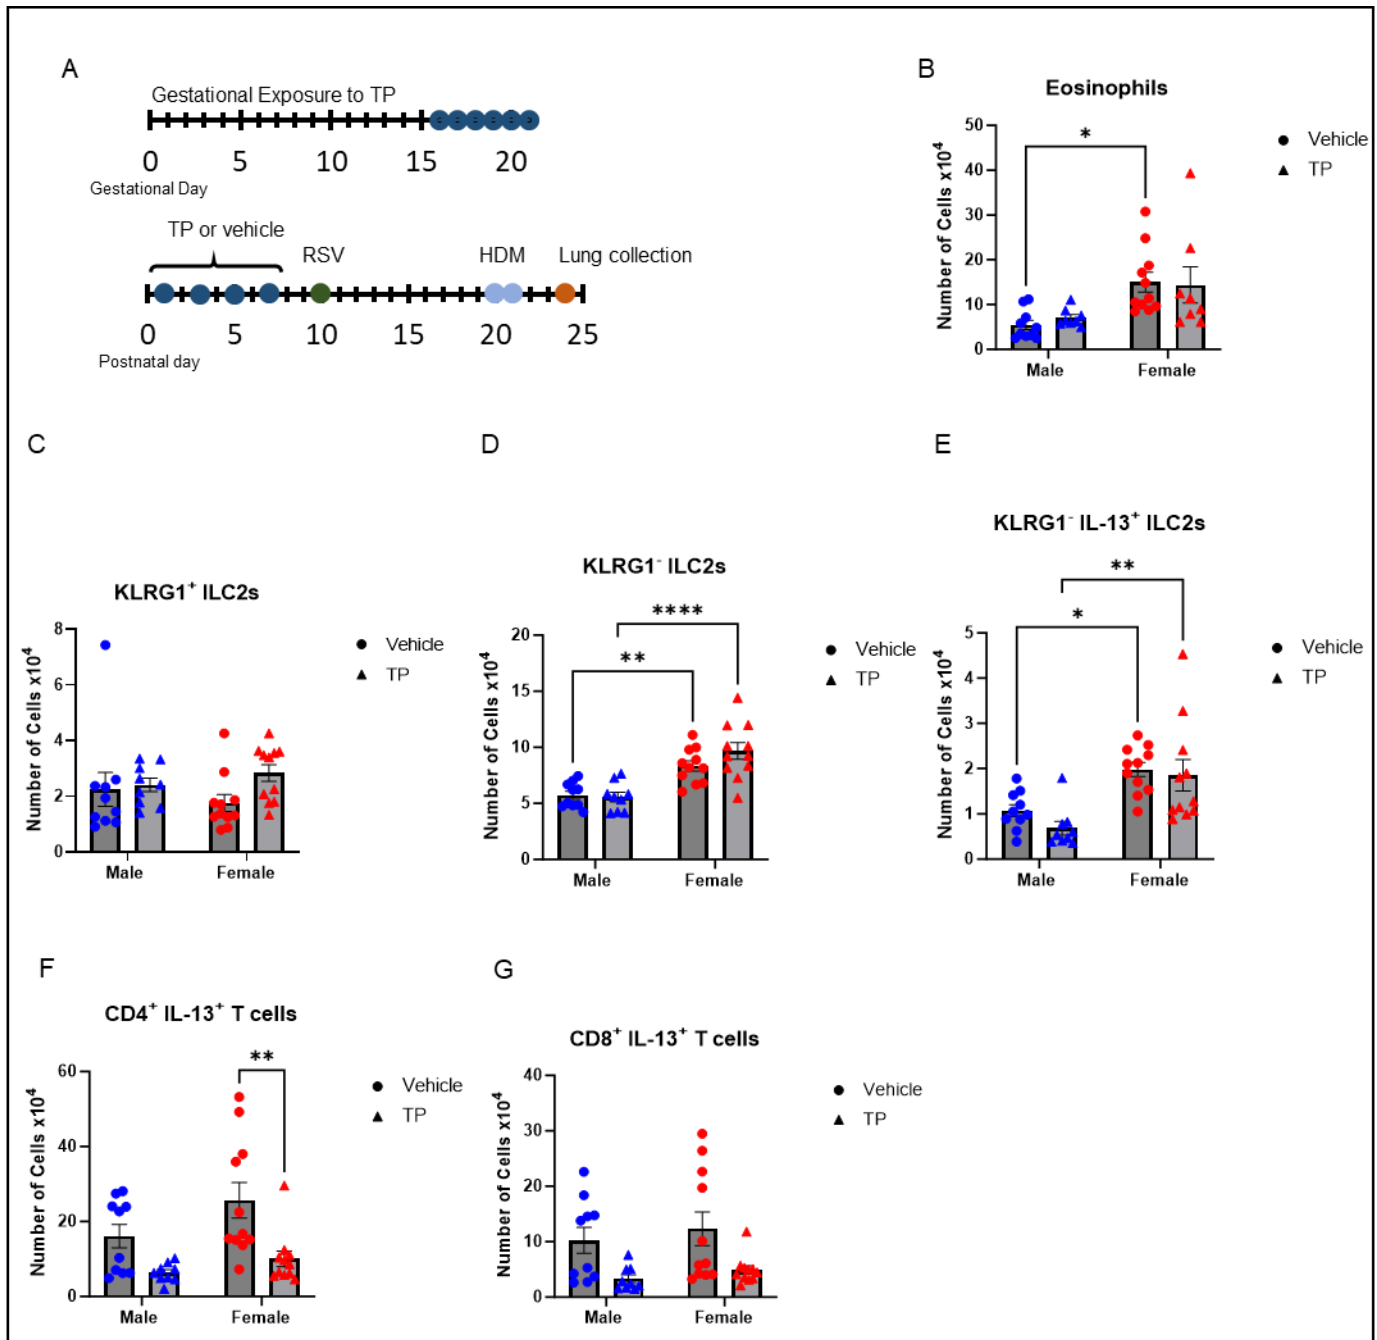 A
Gestational Exposure to TP
0 5 10 15 20
Gestational Day
TP or vehicle RSV HDM Lung collection
0 5 10 15 20 25
Postnatal day
B
Eosinophils
Number of Cells x10⁴
50
40
30
20
10
0
*
Male Female
Vehicle
TP
C
KLRG1⁺ ILC2s
Number of Cells x10⁴
8
6
4
2
0
Male Female
Vehicle
TP
D
KLRG1⁻ ILC2s
Number of Cells x10⁴
20
15
10
5
0
****
**
Male Female
Vehicle
TP
E
KLRG1⁻ IL-13⁺ ILC2s
Number of Cells x10⁴
5
4
3
2
1
0
**
*
Male Female
Vehicle
TP
F
CD4⁺ IL-13⁺ T cells
Number of Cells x10⁴
60
40
20
0
**
Male Female
Vehicle
TP
G
CD8⁺ IL-13⁺ T cells
Number of Cells x10⁴
40
30
20
10
0
Male Female
Vehicle
TP